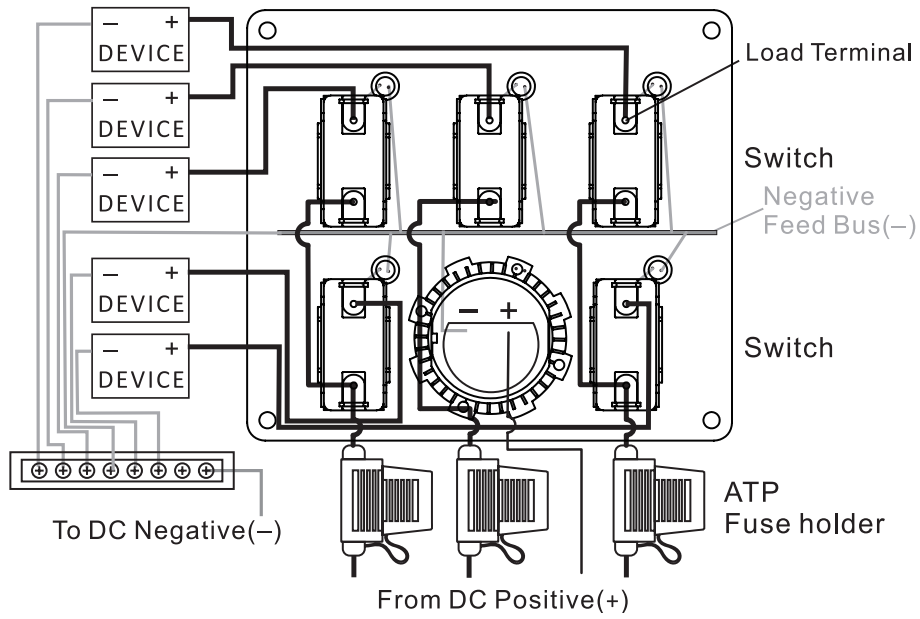 − +
DEVICE
− +
DEVICE
− +
DEVICE
− +
DEVICE
− +
DEVICE
Load Terminal
Switch
Negative
Feed Bus(−)
− +
Switch
ATP
Fuse holder
To DC Negative(−)
From DC Positive(+)